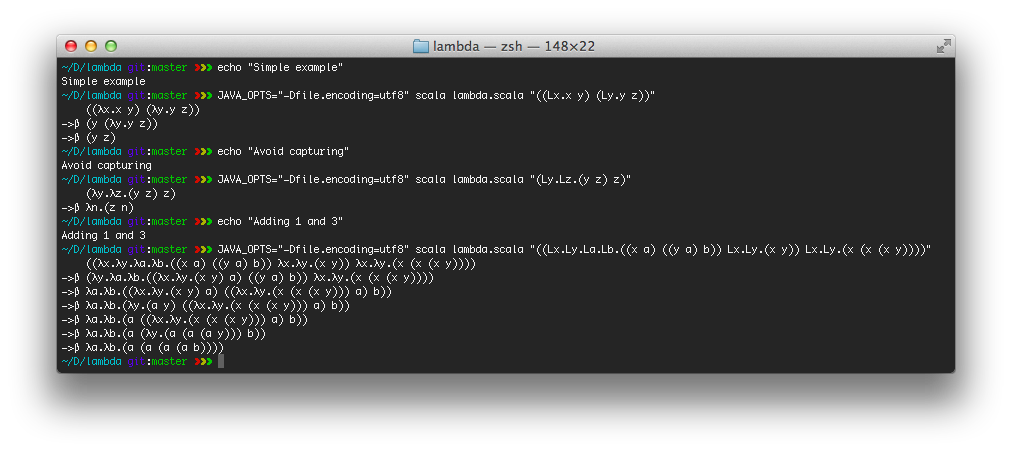 lambda — zsh — 148×22
~/D/lambda git:master >>> echo "Simple example"
Simple example
~/D/lambda git:master >>> JAVA_OPTS="-Dfile.encoding=utf8" scala lambda.scala "((Lx.x y) (Ly.y z))"
((λx.x y) (λy.y z))
->β (y (λy.y z))
->β (y z)
~/D/lambda git:master >>> echo "Avoid capturing"
Avoid capturing
~/D/lambda git:master >>> JAVA_OPTS="-Dfile.encoding=utf8" scala lambda.scala "(Ly.Lz.(y z) z)"
(λy.λz.(y z) z)
->β λn.(z n)
~/D/lambda git:master >>> echo "Adding 1 and 3"
Adding 1 and 3
~/D/lambda git:master >>> JAVA_OPTS="-Dfile.encoding=utf8" scala lambda.scala "((Lx.Ly.La.Lb.((x a) ((y a) b)) Lx.Ly.(x y)) Lx.Ly.(x (x (x y))))"
((λx.λy.λa.λb.((x a) ((y a) b)) λx.λy.(x y)) λx.λy.(x (x (x y))))
->β (λy.λa.λb.((λx.λy.(x y) a) ((y a) b)) λx.λy.(x (x (x y))))
->β λa.λb.((λx.λy.(x y) a) ((λx.λy.(x (x (x y))) a) b))
->β λa.λb.(λy.(a y) ((λx.λy.(x (x (x y))) a) b))
->β λa.λb.(a ((λx.λy.(x (x (x y))) a) b))
->β λa.λb.(a (λy.(a (a (a y))) b))
->β λa.λb.(a (a (a (a b))))
~/D/lambda git:master >>>